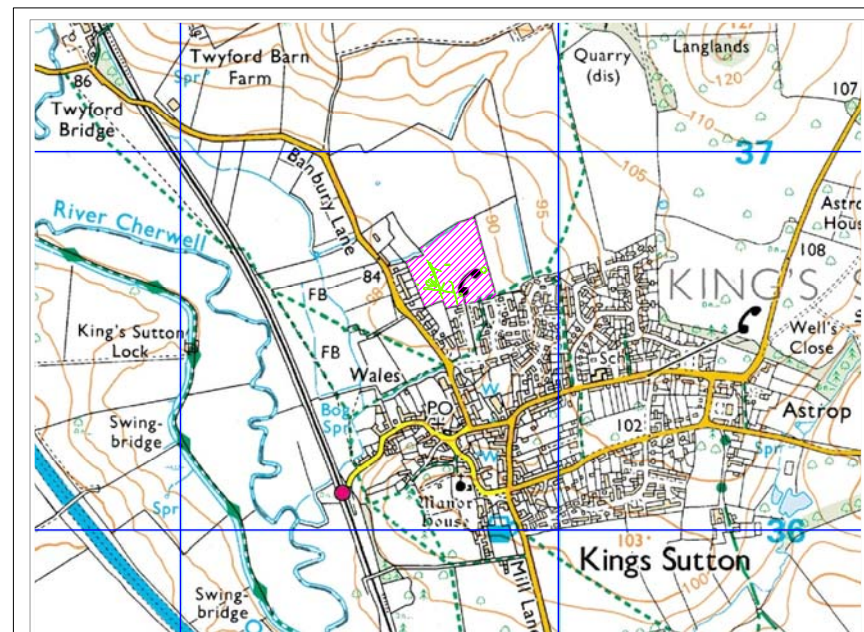 Twyford Barn
Farm
Spr
86
Twyford
Bridge
Quarry
(dis)
Langlands
120
107
110
105
37
Banbury Lane
River Cherwell
90
95
84
FB
108
KING'S
King's Sutton
Lock
FB
Wales
Sch
Well's
Close
Swing-
bridge
Bog
Spr
PO
W
102
Astrop
W
Spr
Spr
Manor
House
36
103
Kings Sutton
100
Mill Lane
Swing-
bridge